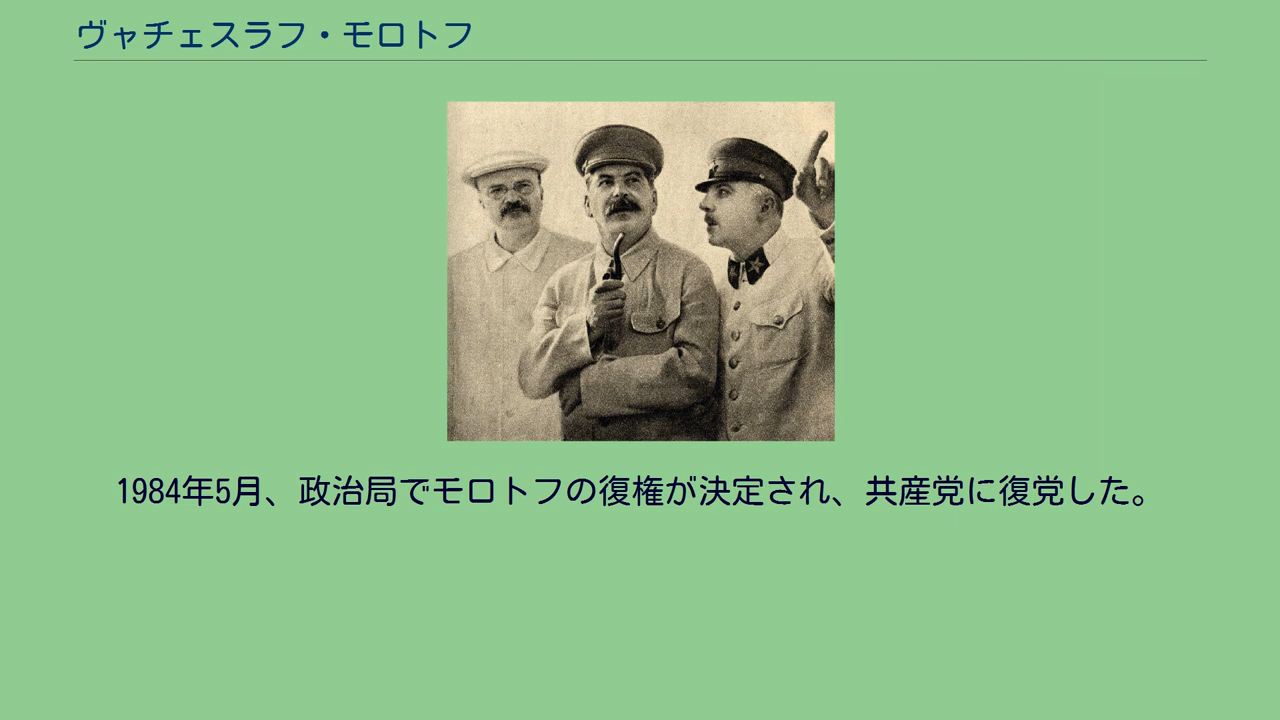 ヴャチェスラフ・モロトフ
1984年5月、政治局でモロトフの復権が決定され、共産党に復党した。